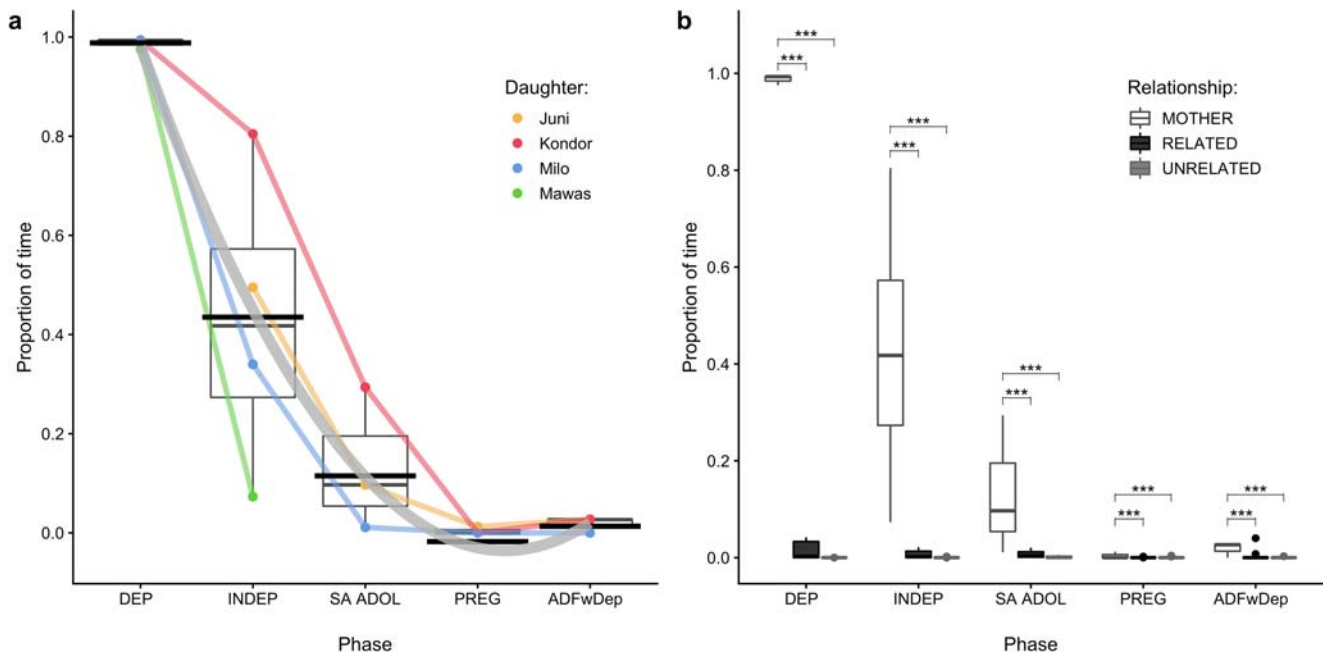 a
Proportion of time
1.0
0.8
0.6
0.4
0.2
0.0
Daughter:
Juni
Kondor
Milo
Mawas
DEP INDEP SA ADOL PREG ADFwDep
Phase
b
Proportion of time
1.0
0.8
0.6
0.4
0.2
0.0
***
***
***
***
***
***
***
***
***
***
Relationship:
MOTHER
RELATED
UNRELATED
DEP INDEP SA ADOL PREG ADFwDep
Phase